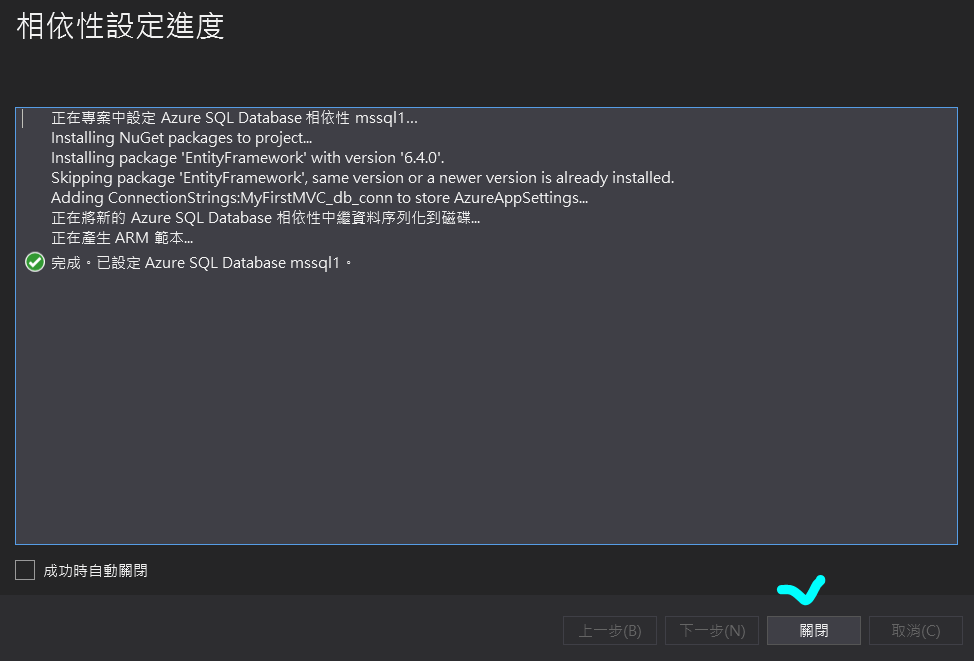 相依性設定進度
正在專案中設定 Azure SQL Database 相依性 mssql1...
Installing NuGet packages to project...
Installing package 'EntityFramework' with version '6.4.0'.
Skipping package 'EntityFramework', same version or a newer version is already installed.
Adding ConnectionStrings:MyFirstMVC_db_conn to store AzureAppSettings...
正在將新的 Azure SQL Database 相依性中繼資料序列化到磁碟...
正在產生 ARM 範本...
完成。已設定 Azure SQL Database mssql1。
成功時自動關閉
上一步(B) 下一步(N) 關閉 取消(C)